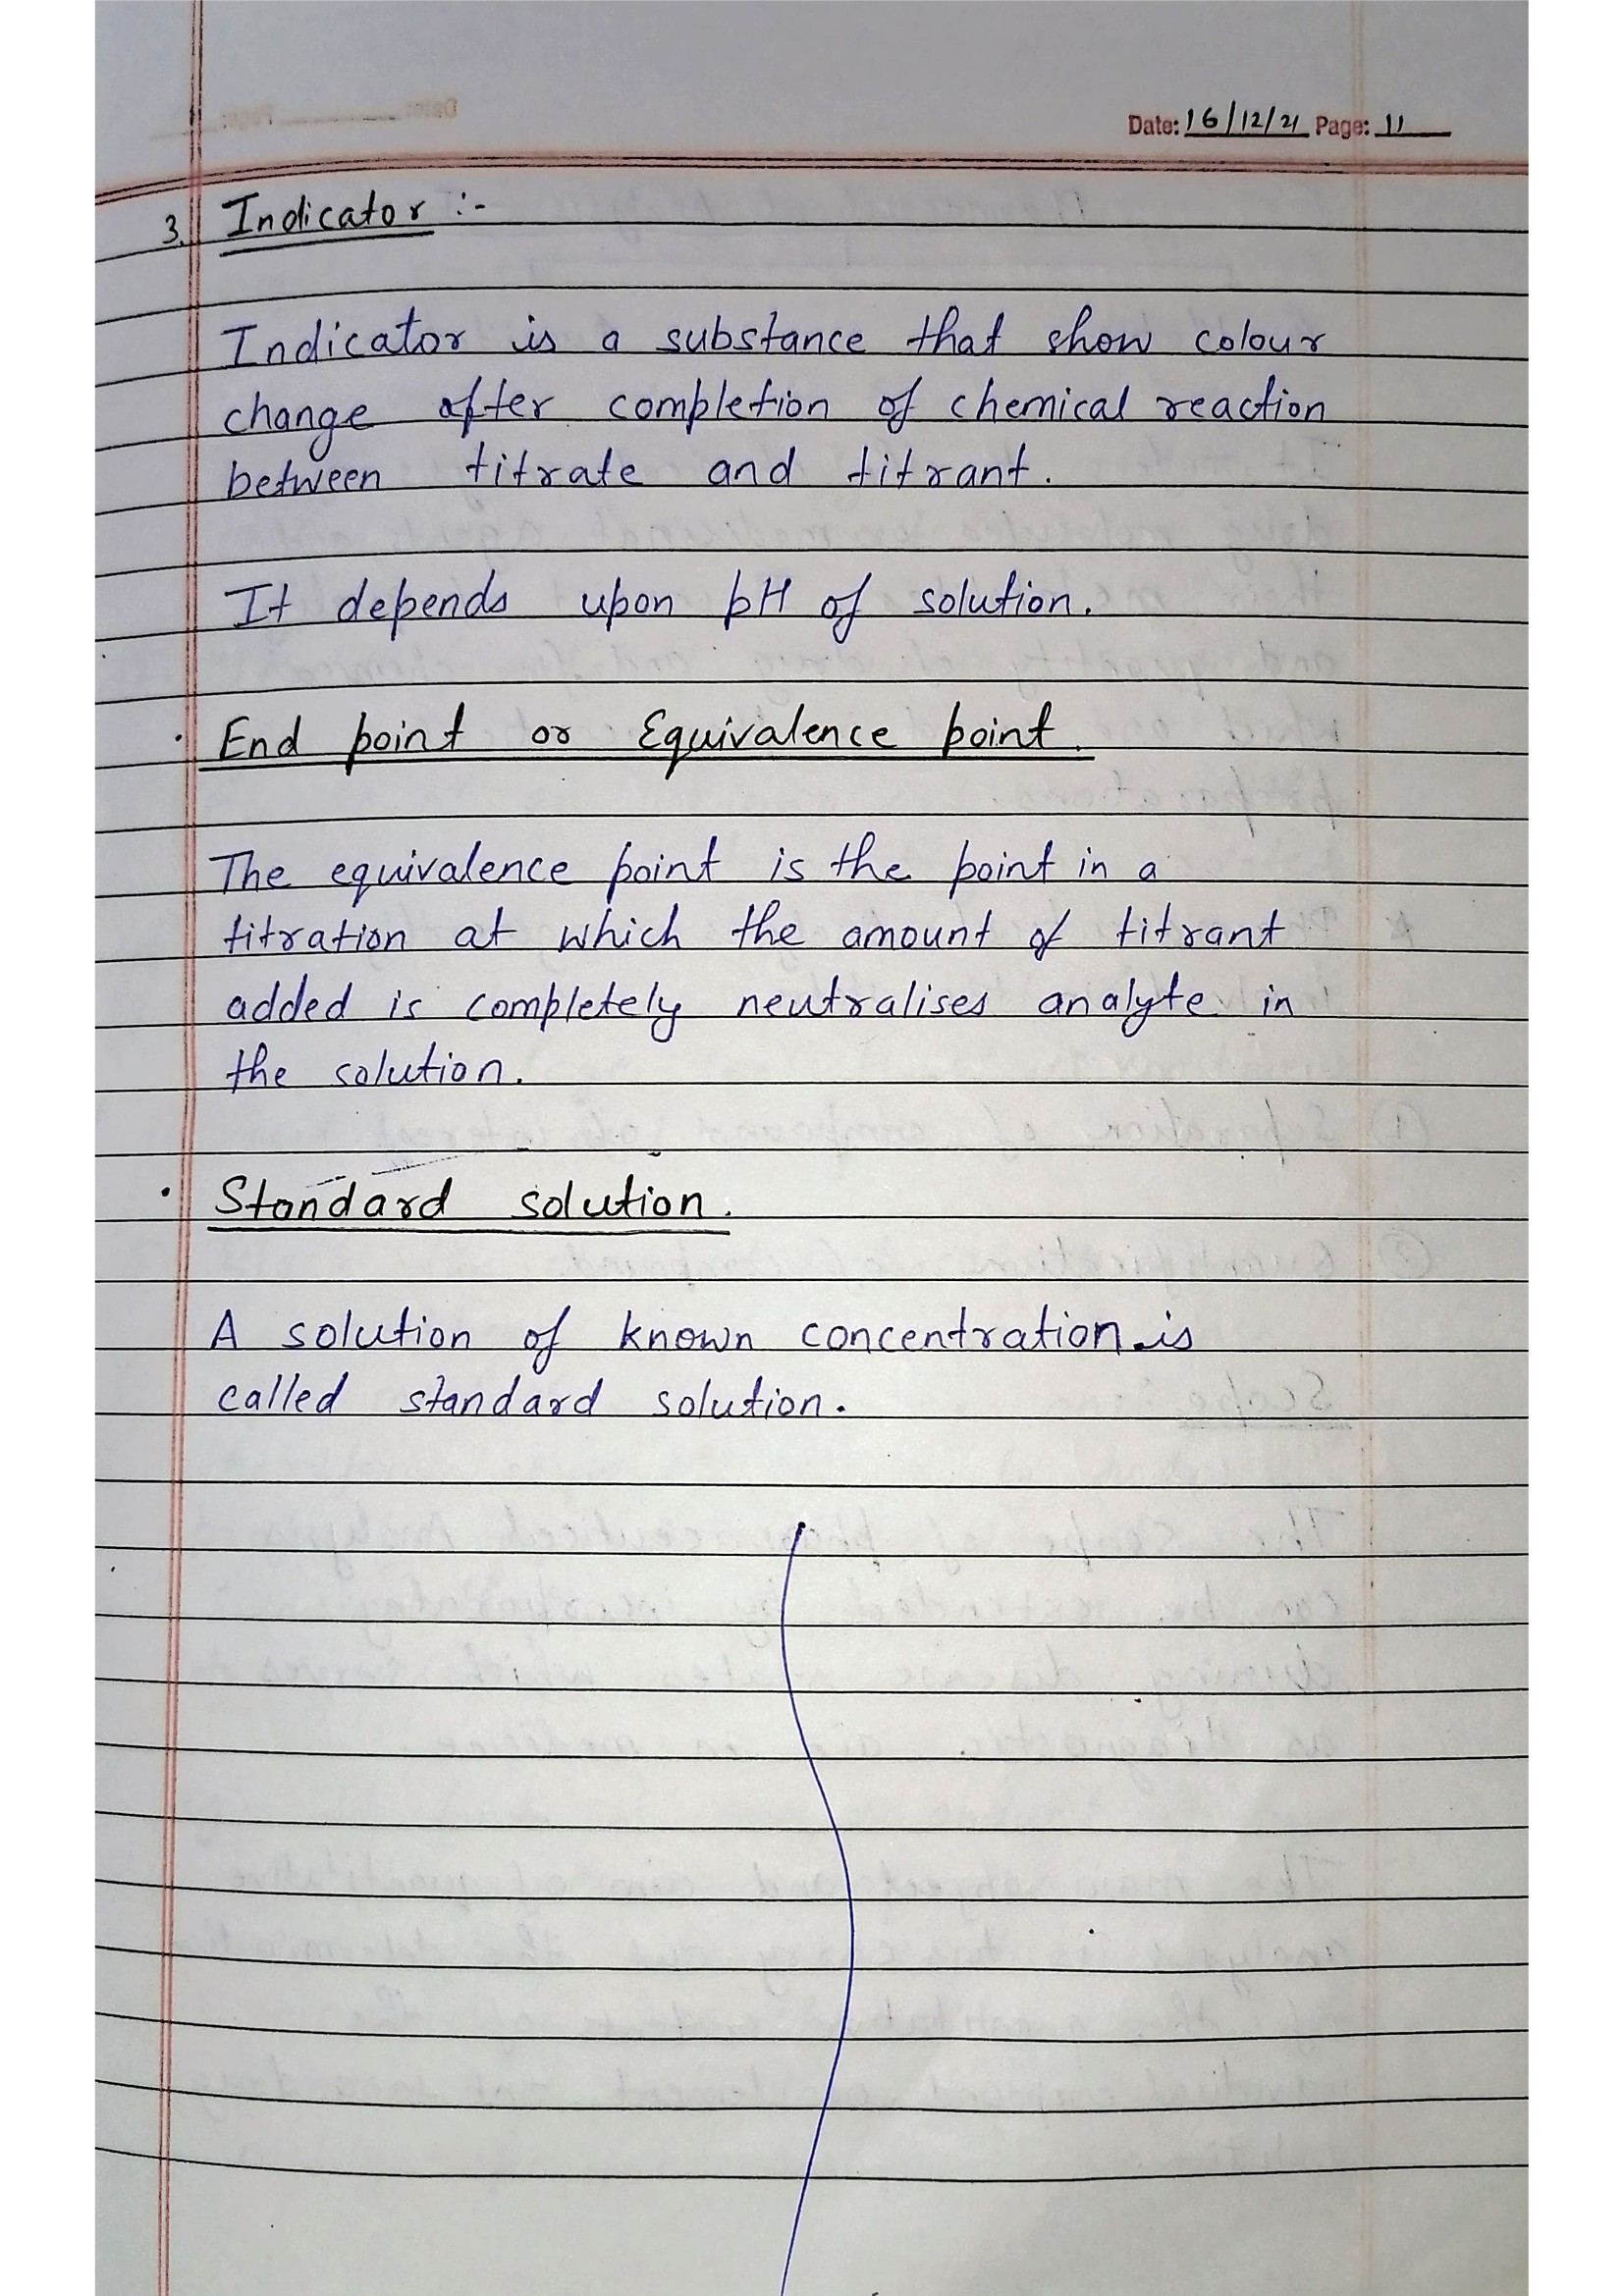 Date: 16/12/21 Page: 11
3. Indicator :-
Indicator is a substance that show colour
change after completion of chemical reaction
between titrate and titrant.
It depends upon pH of solution.
· End point or Equivalence point.
The equivalence point is the point in a
titration at which the amount of titrant
added is completely neutralises analyte in
the solution.
· Standard solution.
A solution of known concentration is
called standard solution.